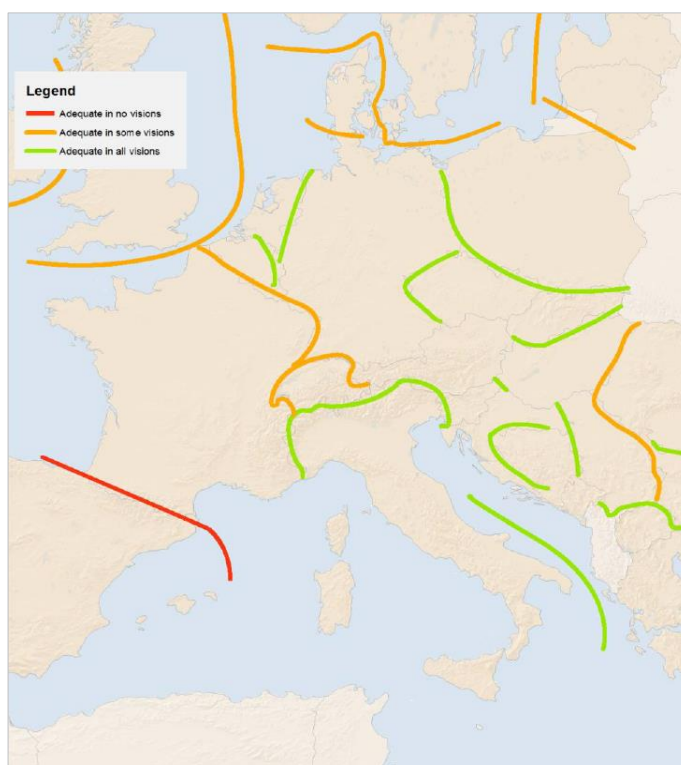 Legend
Adequate in no visions
Adequate in some visions
Adequate in all visions